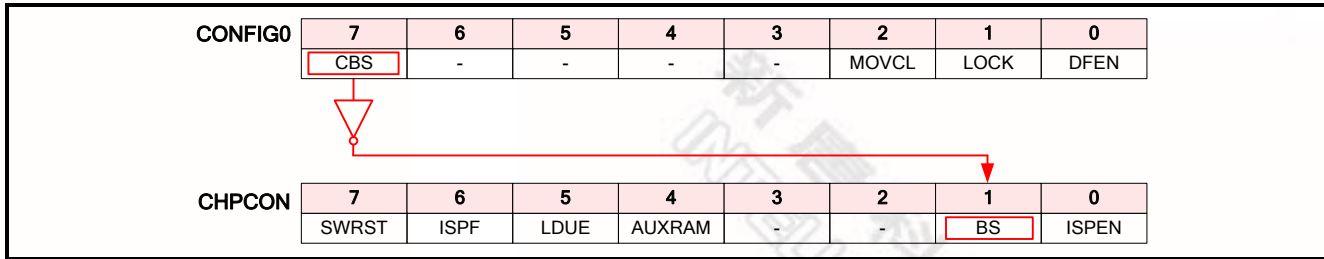 CONFIG0 7 6 5 4 3 2 1 0
CBS - - - - MOVCL LOCK DFEN
CHPCON 7 6 5 4 3 2 1 0
SWRST ISPF LDUE AUXRAM - - BS ISPEN